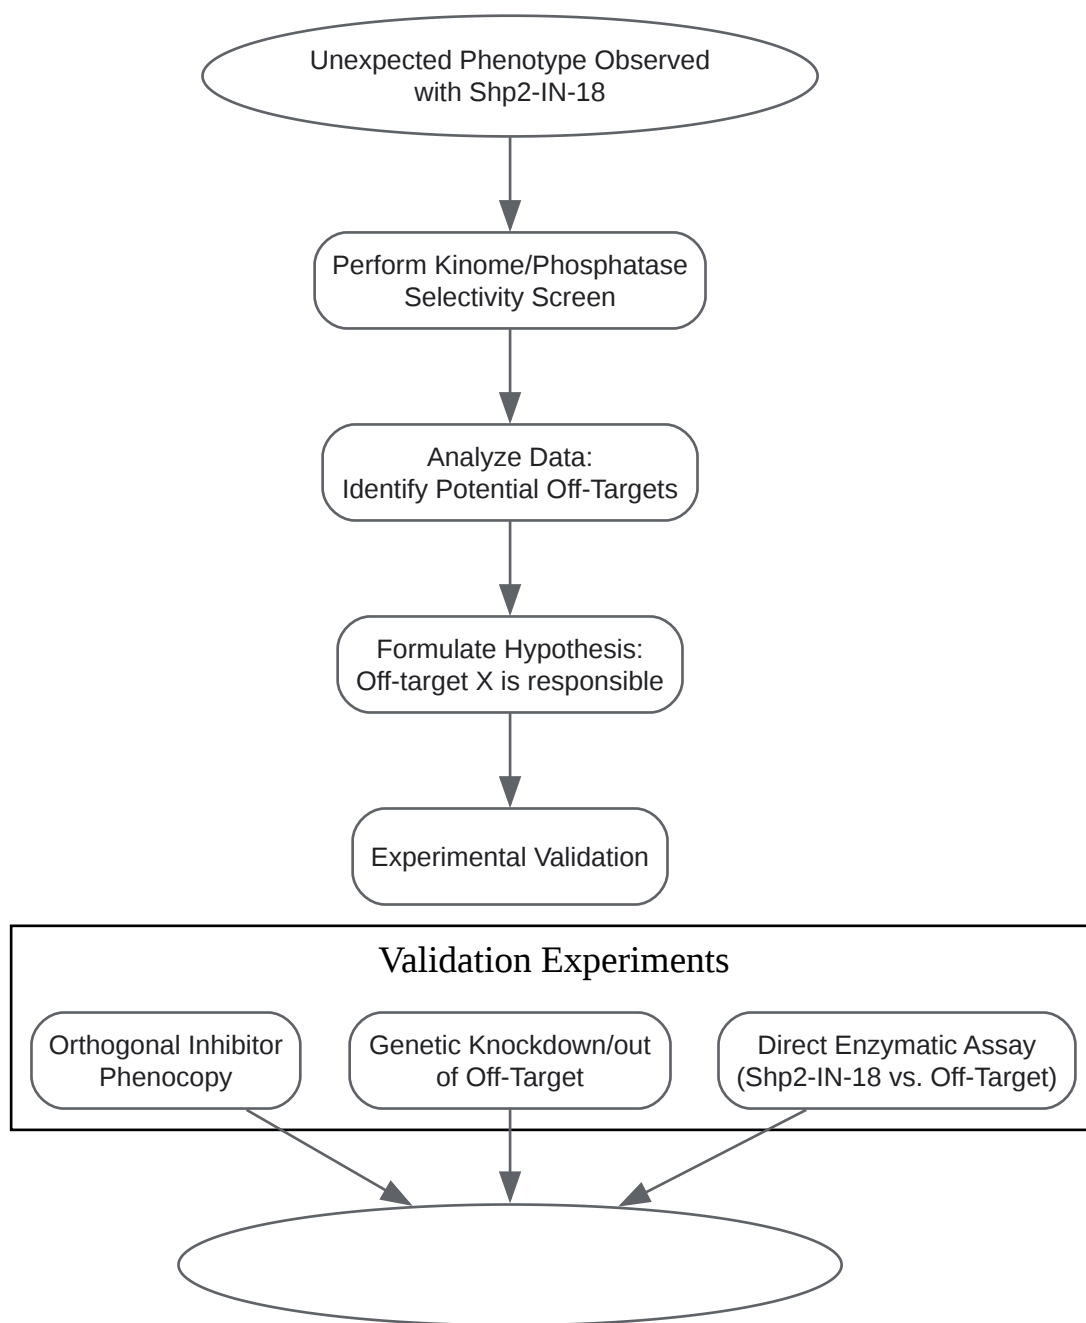 Unexpected Phenotype Observed
with Shp2-IN-18
Perform Kinome/Phosphatase
Selectivity Screen
Analyze Data:
Identify Potential Off-Targets
Formulate Hypothesis:
Off-target X is responsible
Experimental Validation
Validation Experiments
Orthogonal Inhibitor
Phenocopy
Genetic Knockdown/out
of Off-Target
Direct Enzymatic Assay
(Shp2-IN-18 vs. Off-Target)